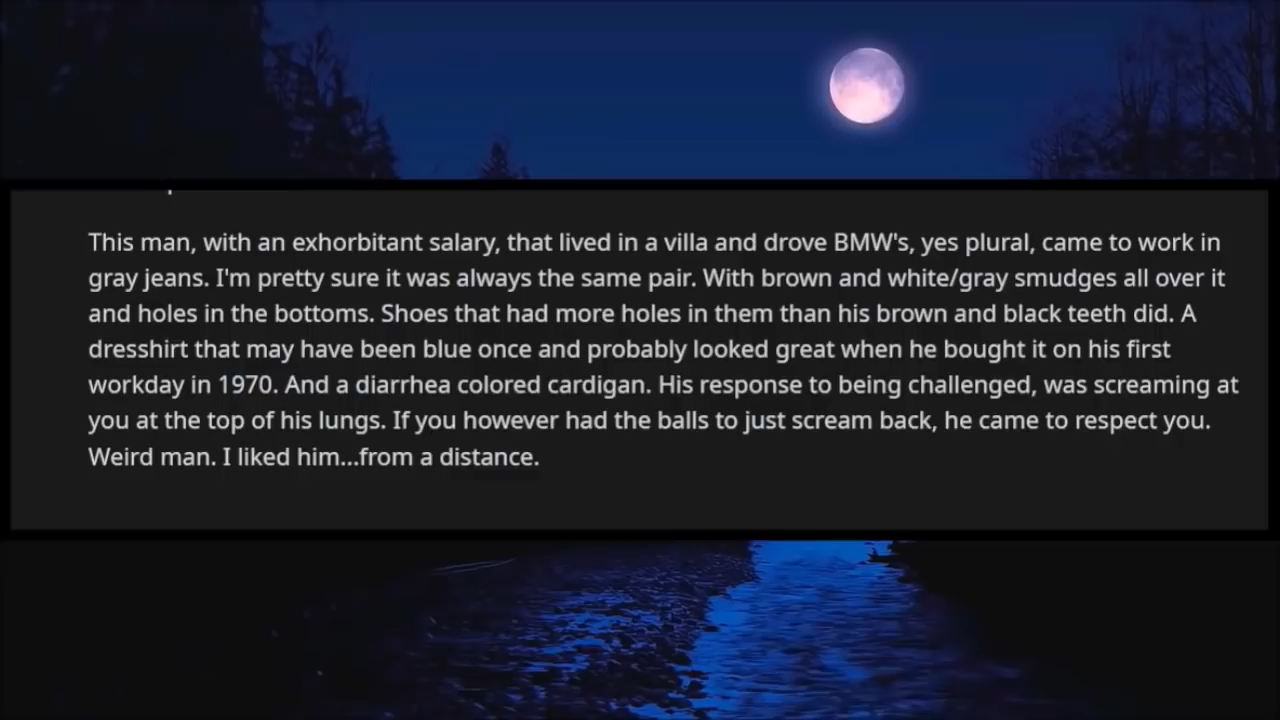 This man, with an exhorbitant salary, that lived in a villa and drove BMW's, yes plural, came to work in
gray jeans. I'm pretty sure it was always the same pair. With brown and white/gray smudges all over it
and holes in the bottoms. Shoes that had more holes in them than his brown and black teeth did. A
dresshirt that may have been blue once and probably looked great when he bought it on his first
workday in 1970. And a diarrhea colored cardigan. His response to being challenged, was screaming at
you at the top of his lungs. If you however had the balls to just scream back, he came to respect you.
Weird man. I liked him...from a distance.